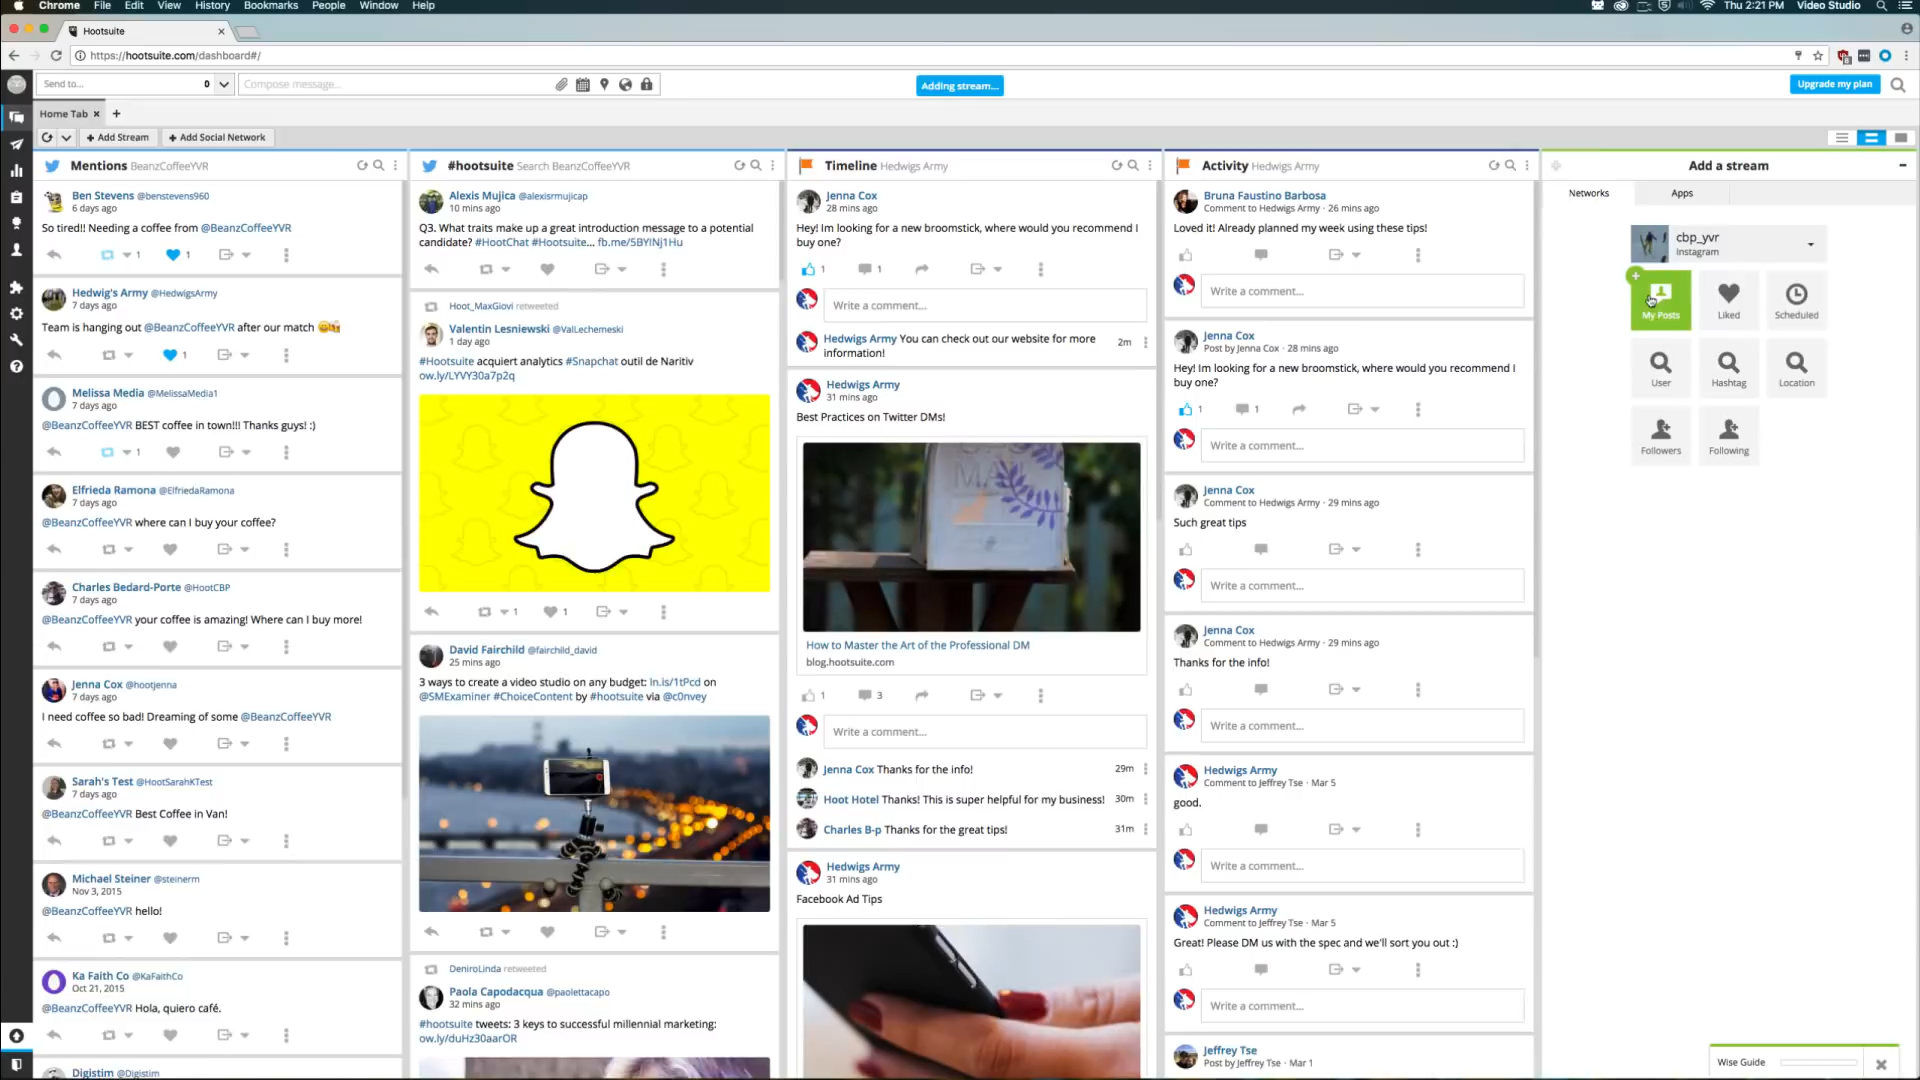 Chrome File Edit View History Bookmarks People Window Help Thu 2:21 PM Video Studio
Hootsuite
https://hootsuite.com/dashboard#/
Send to... 0 Compose message... Adding stream... Upgrade my plan
Home Tab
Add Stream Add Social Network
Mentions BeanzCoffeeYVR
Ben Stevens @benstevens960
6 days ago
So tired!! Needing a coffee from @BeanzCoffeeYVR
1 1
Hedwig's Army @HedwigsArmy
7 days ago
Team is hanging out @BeanzCoffeeYVR after our match
1
Melissa Media @MelissaMedia1
7 days ago
@BeanzCoffeeYVR BEST coffee in town!!! Thanks guys! :)
1
Elfrieda Ramona @ElfriedaRamona
7 days ago
@BeanzCoffeeYVR where can I buy your coffee?
Charles Bedard-Porte @HootCBP
7 days ago
@BeanzCoffeeYVR your coffee is amazing! Where can I buy more!
Jenna Cox @hootjenna
7 days ago
I need coffee so bad! Dreaming of some @BeanzCoffeeYVR
Sarah's Test @HootSarahKTest
7 days ago
@BeanzCoffeeYVR Best Coffee in Van!
Michael Steiner @steinerm
Nov 3, 2015
@BeanzCoffeeYVR hello!
Ka Faith Co @KaFaithCo
Oct 21, 2015
@BeanzCoffeeYVR Hola, quiero café.
Digistim @Digistim
#hootsuite Search BeanzCoffeeYVR
Alexis Mujica @alexisrmujicap
10 mins ago
Q3. What traits make up a great introduction message to a potential
candidate? #HootChat #Hootsuite... fb.me/5BYlNj1Hu
Hoot_MaxGiovi retweeted
Valentin Lesniewski @ValLechemeski
1 day ago
#Hootsuite acquiert analytics #Snapchat outil de Naritiv
ow.ly/LYVY30a7p2q
1 1
David Fairchild @fairchild_david
25 mins ago
3 ways to create a video studio on any budget: ln.is/1tPcd on
@SMExaminer #ChoiceContent by #hootsuite via @c0nvey
DeniroLinda retweeted
Paola Capodacqua @paolettacapo
32 mins ago
#hootsuite tweets: 3 keys to successful millennial marketing:
ow.ly/duHz30aarOR
Timeline Hedwigs Army
Jenna Cox
28 mins ago
Hey! Im looking for a new broomstick, where would you recommend I
buy one?
1 1
Write a comment...
Hedwigs Army You can check out our website for more 2m
information!
Hedwigs Army
31 mins ago
Best Practices on Twitter DMs!
How to Master the Art of the Professional DM
blog.hootsuite.com
1 3
Write a comment...
Jenna Cox Thanks for the info! 29m
Hoot Hotel Thanks! This is super helpful for my business! 30m
Charles B-p Thanks for the great tips! 31m
Hedwigs Army
31 mins ago
Facebook Ad Tips
Activity Hedwigs Army
Bruna Faustino Barbosa
Comment to Hedwigs Army · 26 mins ago
Loved it! Already planned my week using these tips!
Write a comment...
Jenna Cox
Post by Jenna Cox · 28 mins ago
Hey! Im looking for a new broomstick, where would you recommend I
buy one?
1 1
Write a comment...
Jenna Cox
Comment to Hedwigs Army · 29 mins ago
Such great tips
Write a comment...
Jenna Cox
Comment to Hedwigs Army · 29 mins ago
Thanks for the info!
Write a comment...
Hedwigs Army
Comment to Jeffrey Tse · Mar 5
good.
Write a comment...
Hedwigs Army
Comment to Jeffrey Tse · Mar 5
Great! Please DM us with the spec and we'll sort you out :)
Write a comment...
Jeffrey Tse
Post by Jeffrey Tse · Mar 1
Add a stream
Networks Apps
cbp_yvr
Instagram
My Posts Liked Scheduled
User Hashtag Location
Followers Following
Wise Guide